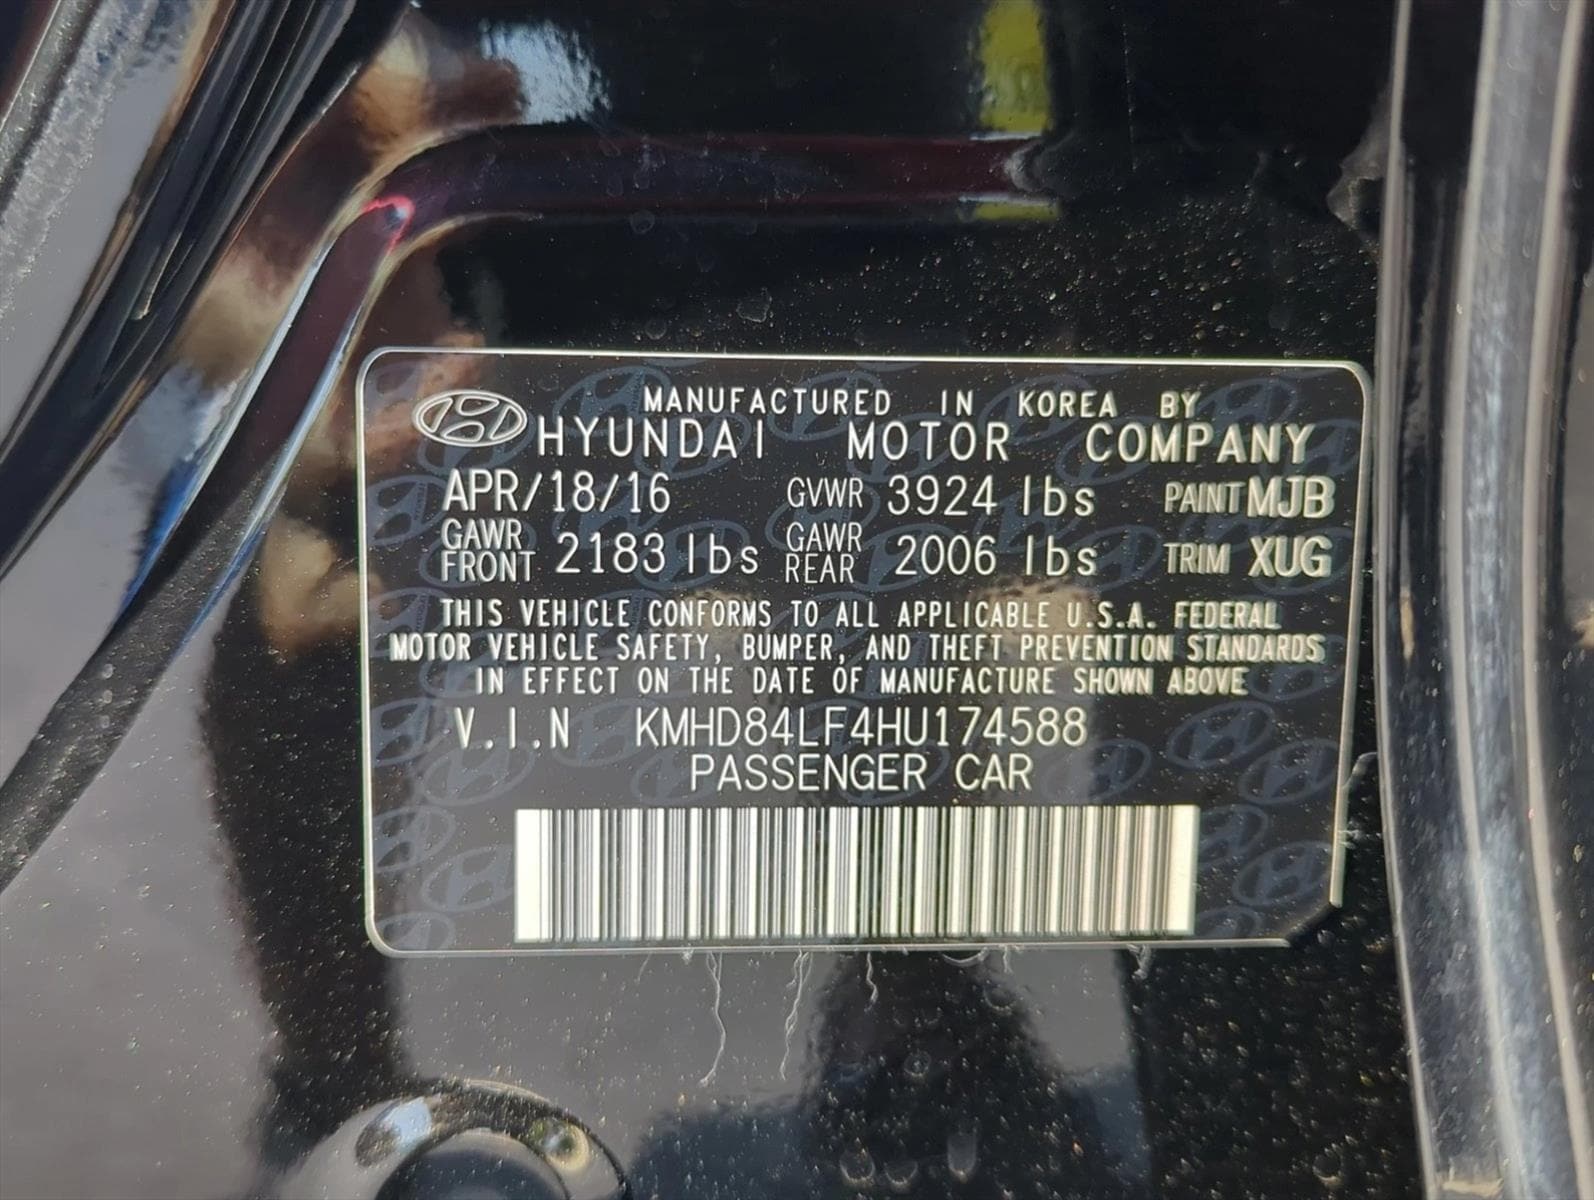 MANUFACTURED IN KOREA BY
HYUNDAI MOTOR COMPANY
APR/18/16 GVWR 3924 lbs PAINT MJB
GAWR FRONT 2183 lbs GAWR REAR 2006 lbs TRIM XUG
THIS VEHICLE CONFORMS TO ALL APPLICABLE U.S.A. FEDERAL
MOTOR VEHICLE SAFETY, BUMPER, AND THEFT PREVENTION STANDARDS
IN EFFECT ON THE DATE OF MANUFACTURE SHOWN ABOVE
V.I.N KMHD84LF4HU174588
PASSENGER CAR